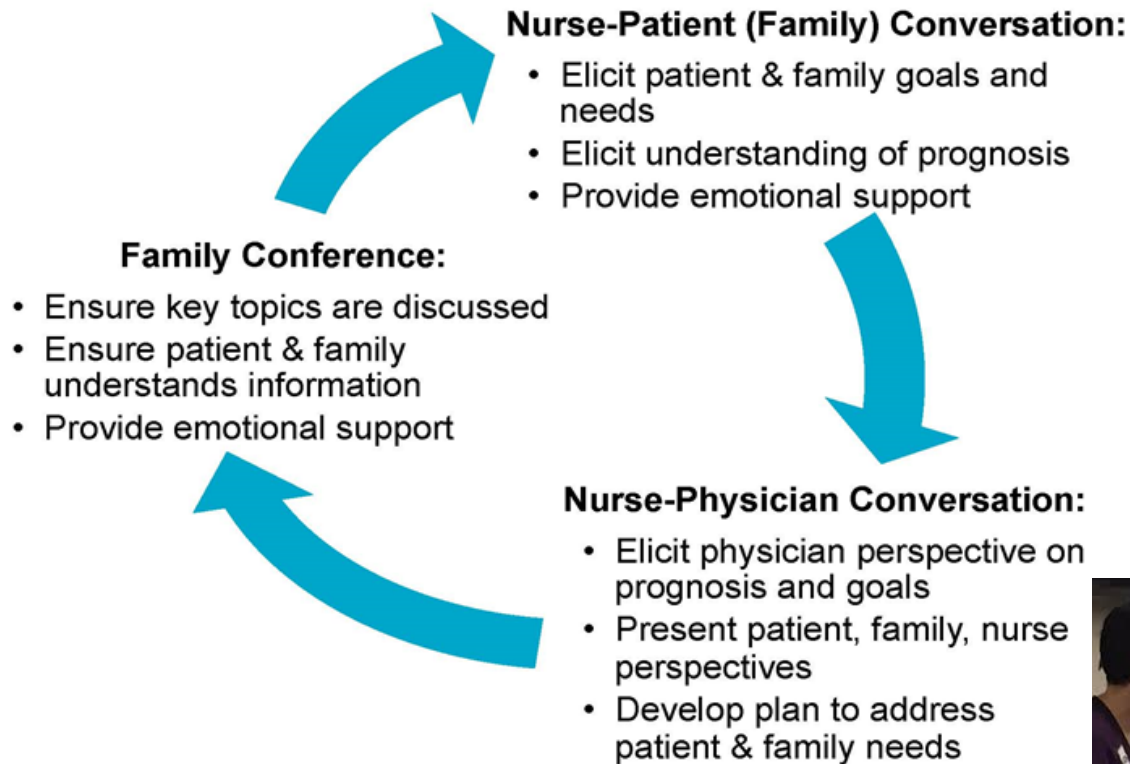 Nurse-Patient (Family) Conversation:
• Elicit patient & family goals and
needs
• Elicit understanding of prognosis
• Provide emotional support
Family Conference:
• Ensure key topics are discussed
• Ensure patient & family
understands information
• Provide emotional support
Nurse-Physician Conversation:
• Elicit physician perspective on
prognosis and goals
• Present patient, family, nurse
perspectives
• Develop plan to address
patient & family needs